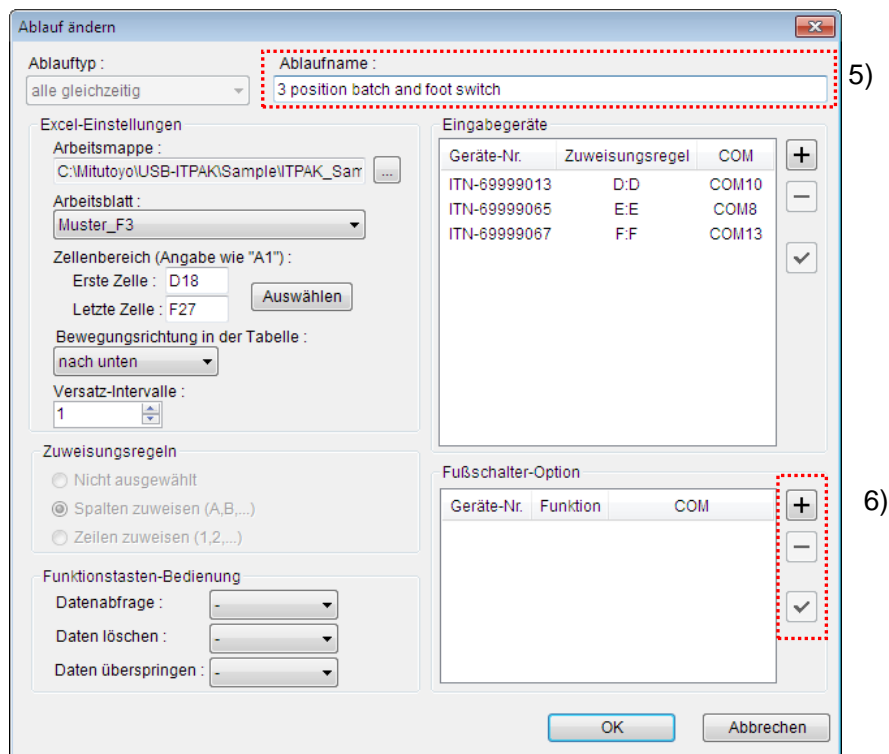 Ablauf ändern
Ablauftyp :
alle gleichzeitig
Ablaufname :
3 position batch and foot switch
5)
Excel-Einstellungen
Arbeitsmappe :
C:\Mitutoyo\USB-ITPAK\Sample\ITPAK_Sam ...
Arbeitsblatt :
Muster_F3
Zellenbereich (Angabe wie "A1") :
Erste Zelle : D18
Letzte Zelle : F27
Auswählen
Bewegungsrichtung in der Tabelle :
nach unten
Versatz-Intervalle :
1
Zuweisungsregeln
Nicht ausgewählt
Spalten zuweisen (A,B,...)
Zeilen zuweisen (1,2,...)
Funktionstasten-Bedienung
Datenabfrage : -
Daten löschen : -
Daten überspringen : -
Eingabegeräte
Geräte-Nr. Zuweisungsregel COM
ITN-69999013 D:D COM10
ITN-69999065 E:E COM8
ITN-69999067 F:F COM13
Fußschalter-Option
Geräte-Nr. Funktion COM
6)
OK Abbrechen